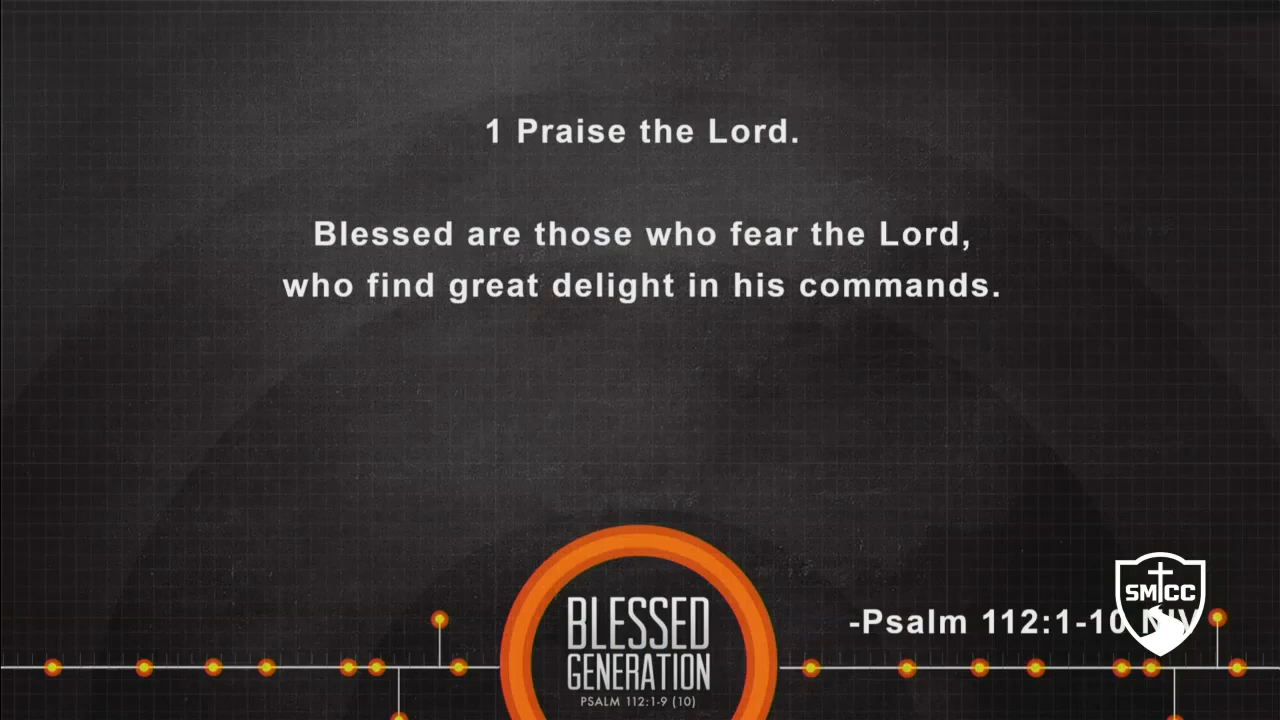 1 Praise the Lord.
Blessed are those who fear the Lord,
who find great delight in his commands.
-Psalm 112:1-10 NIV
SMCC
BLESSED
GENERATION
PSALM 112:1-9 (10)